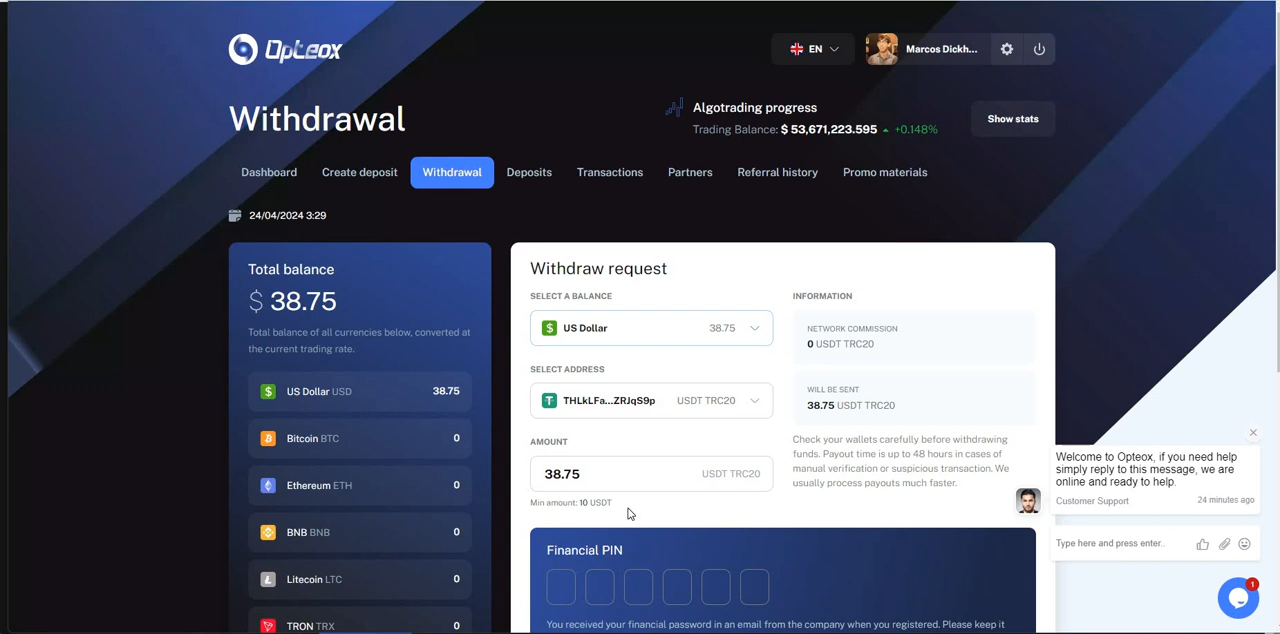 Opteox
EN
Marcos Dickh...
Withdrawal
Algotrading progress
Trading Balance: $ 53,671,223.595 +0.148%
Show stats
Dashboard Create deposit Withdrawal Deposits Transactions Partners Referral history Promo materials
24/04/2024 3:29
Total balance
$ 38.75
Total balance of all currencies below, converted at
the current trading rate.
US Dollar USD 38.75
Bitcoin BTC 0
Ethereum ETH 0
BNB BNB 0
Litecoin LTC 0
TRON TRX 0
Withdraw request
SELECT A BALANCE
$ US Dollar 38.75
SELECT ADDRESS
THLkLFa...ZRJqS9p USDT TRC20
AMOUNT
38.75 USDT TRC20
Min amount: 10 USDT
INFORMATION
NETWORK COMMISSION
0 USDT TRC20
WILL BE SENT
38.75 USDT TRC20
Check your wallets carefully before withdrawing
funds. Payout time is up to 48 hours in cases of
manual verification or suspicious transaction. We
usually process payouts much faster.
Financial PIN
You received your financial password in an email from the company when you registered. Please keep it
Welcome to Opteox, if you need help
simply reply to this message, we are
online and ready to help.
Customer Support 24 minutes ago
Type here and press enter..
1